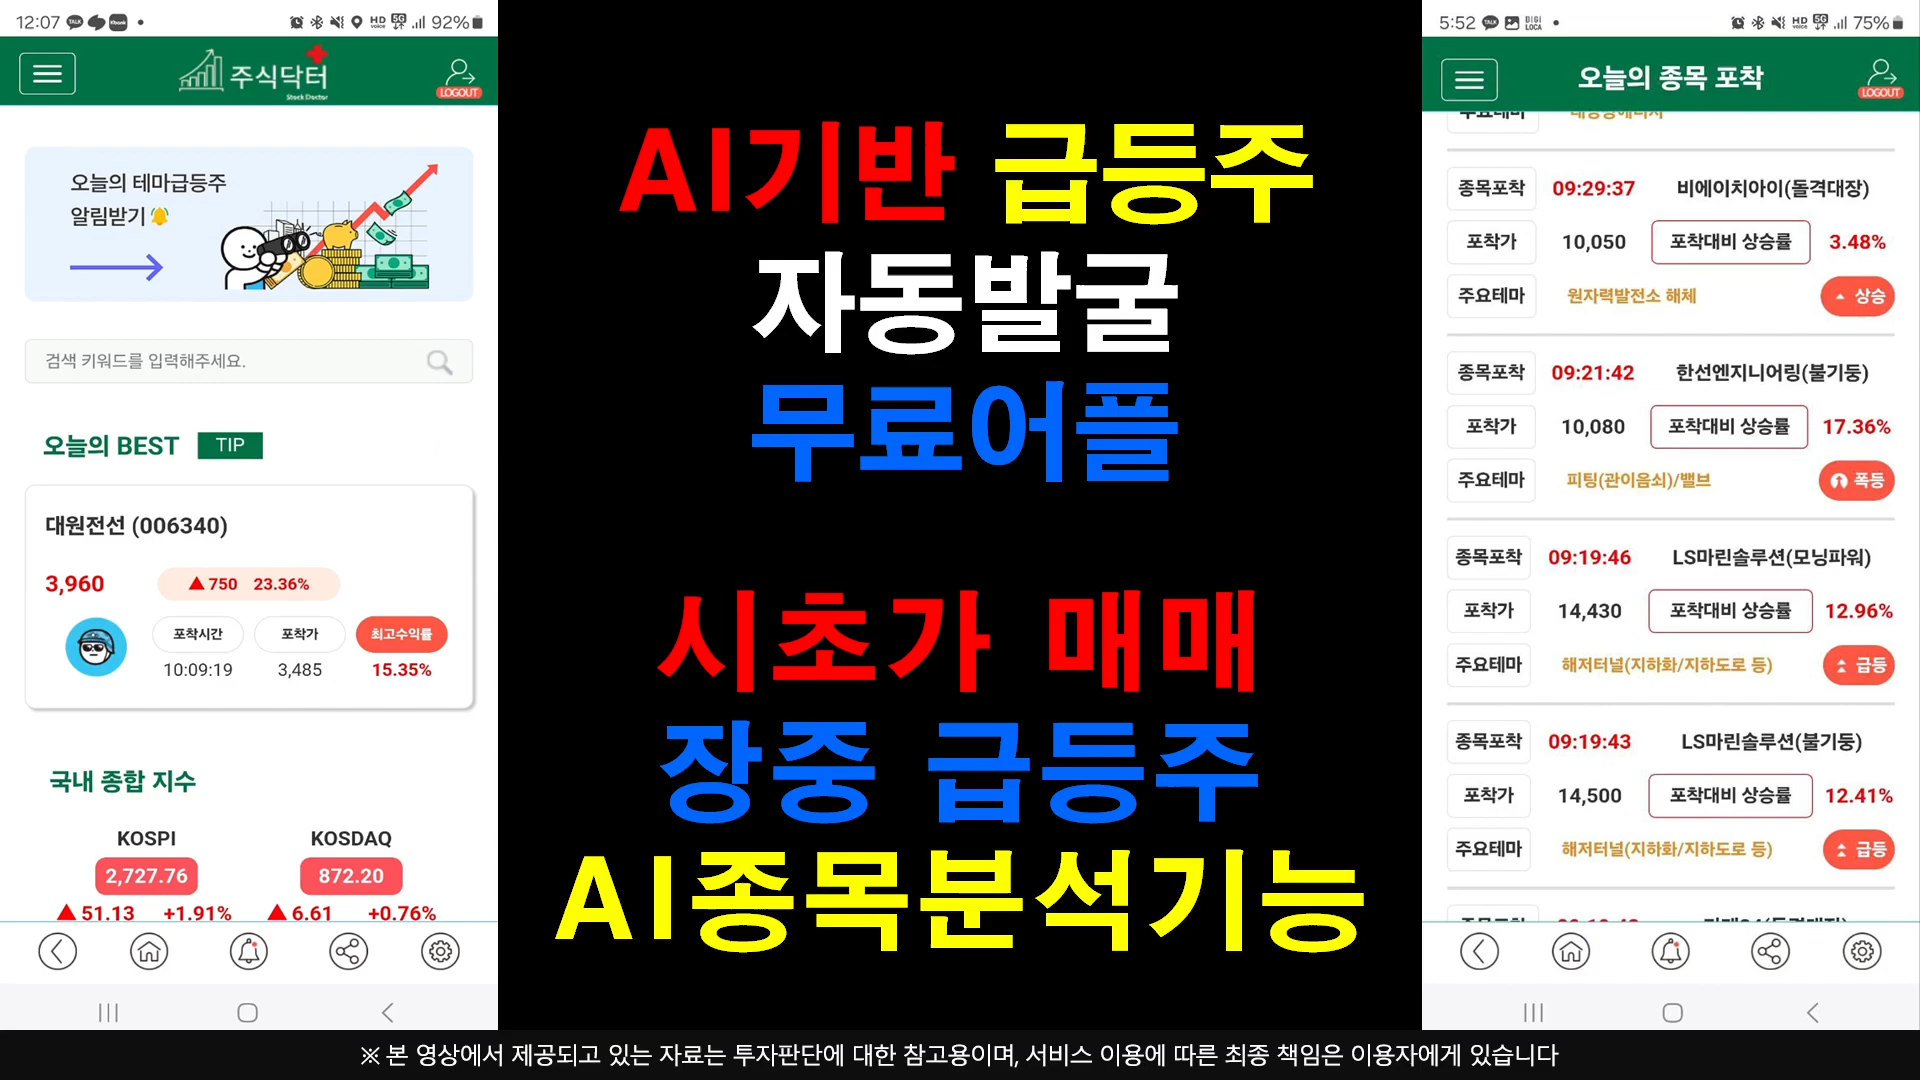 12:07
92%
주식닥터
Stock Doctor
LOGOUT
오늘의 테마급등주
알림받기
검색 키워드를 입력해주세요.
오늘의 BEST TIP
대원전선 (006340)
3,960 ▲750 23.36%
포착시간 포착가 최고수익률
10:09:19 3,485 15.35%
국내 종합 지수
KOSPI KOSDAQ
2,727.76 872.20
▲51.13 +1.91% ▲6.61 +0.76%
AI기반 급등주
자동발굴
무료어플
시초가 매매
장중 급등주
AI종목분석기능
5:52
75%
오늘의 종목 포착
LOGOUT
종목포착 09:29:37 비에이치아이(돌격대장)
포착가 10,050 포착대비 상승률 3.48%
주요테마 원자력발전소 해체 상승
종목포착 09:21:42 한선엔지니어링(불기둥)
포착가 10,080 포착대비 상승률 17.36%
주요테마 피팅(관이음쇠)/밸브 폭등
종목포착 09:19:46 LS마린솔루션(모닝파워)
포착가 14,430 포착대비 상승률 12.96%
주요테마 해저터널(지하화/지하도로 등) 급등
종목포착 09:19:43 LS마린솔루션(불기둥)
포착가 14,500 포착대비 상승률 12.41%
주요테마 해저터널(지하화/지하도로 등) 급등
※ 본 영상에서 제공되고 있는 자료는 투자판단에 대한 참고용이며, 서비스 이용에 따른 최종 책임은 이용자에게 있습니다